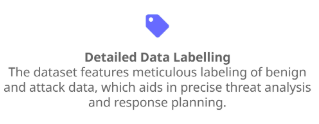 Detailed Data Labelling
The dataset features meticulous labeling of benign
and attack data, which aids in precise threat analysis
and response planning.